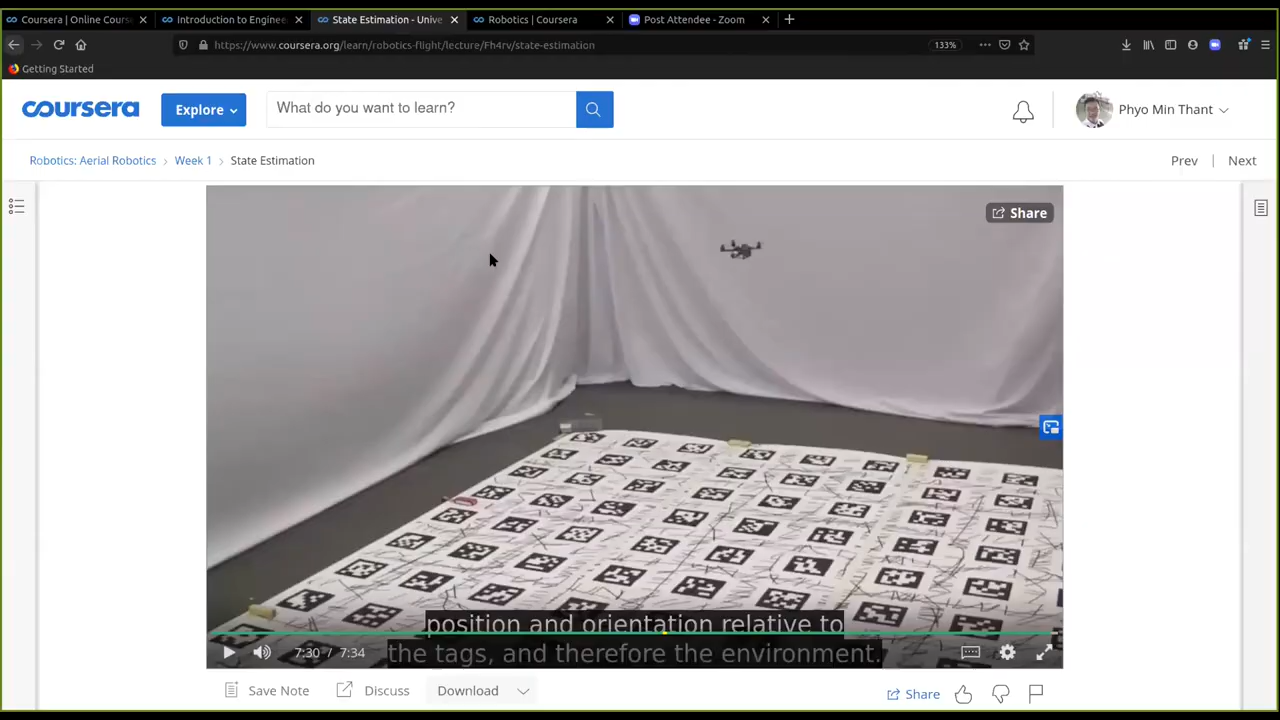 Coursera | Online Cours
Introduction to Enginee
State Estimation - Unive
Robotics | Coursera
Post Attendee - Zoom
https://www.coursera.org/learn/robotics-flight/lecture/Fh4rv/state-estimation
133%
Getting Started
coursera
Explore
What do you want to learn?
Phyo Min Thant
Robotics: Aerial Robotics
Week 1
State Estimation
Prev
Next
Share
position and orientation relative to
the tags, and therefore the environment.
7:30 / 7:34
Save Note
Discuss
Download
Share